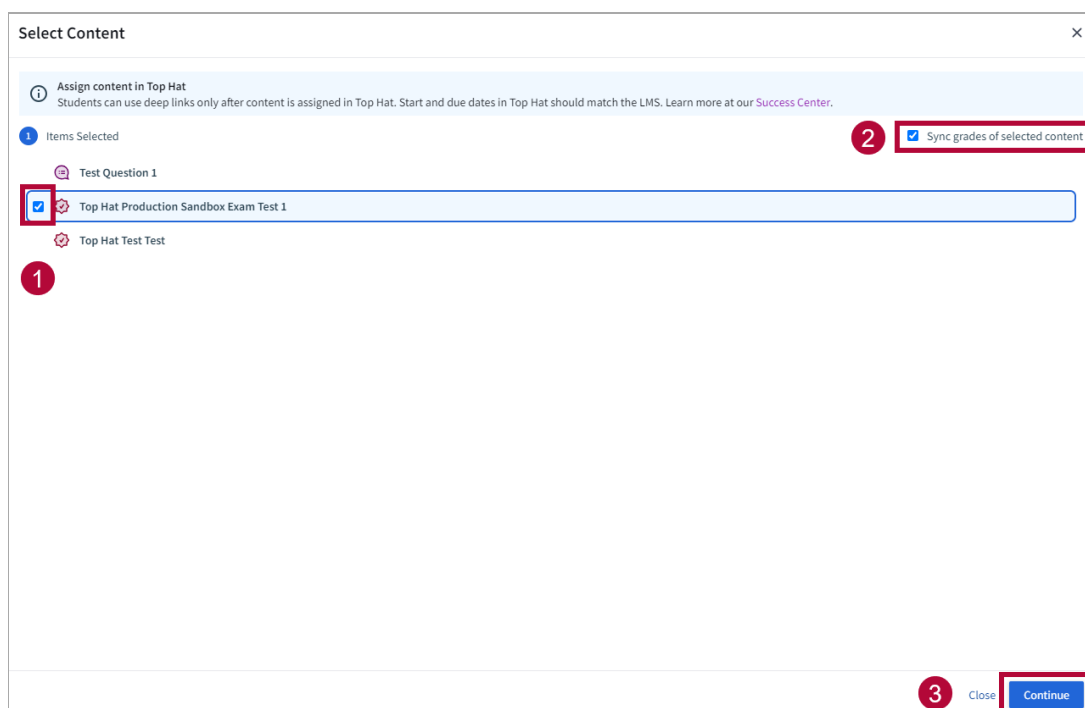 Select Content
Assign content in Top Hat
Students can use deep links only after content is assigned in Top Hat. Start and due dates in Top Hat should match the LMS. Learn more at our Success Center.
1 Items Selected
2 Sync grades of selected content
Test Question 1
Top Hat Production Sandbox Exam Test 1
Top Hat Test Test
1
3 Close Continue